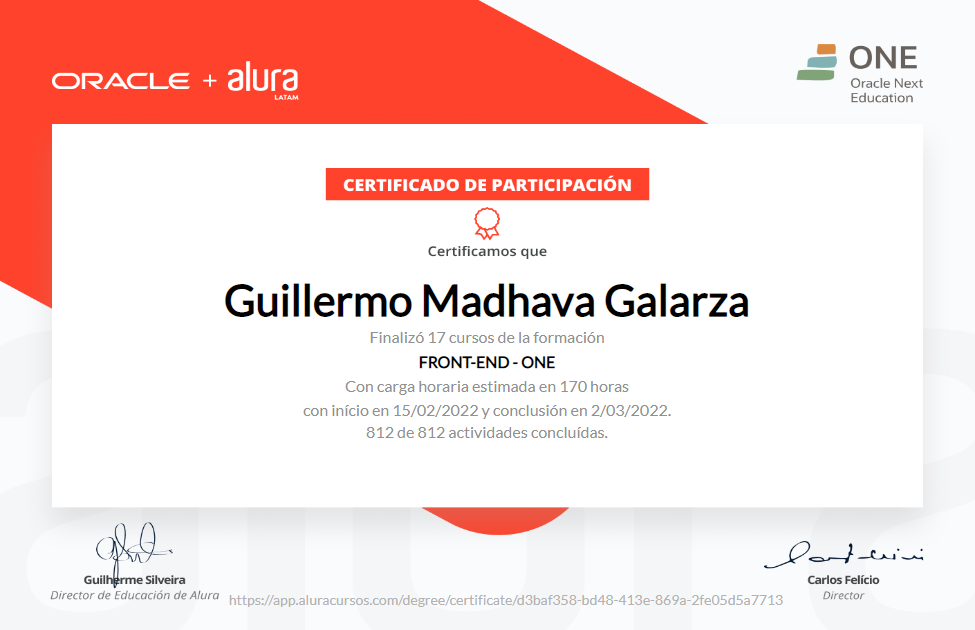 ORACLE + alura
LATAM
ONE
Oracle Next
Education
CERTIFICADO DE PARTICIPACIÓN
Certificamos que
Guillermo Madhava Galarza
Finalizó 17 cursos de la formación
FRONT-END - ONE
Con carga horaria estimada en 170 horas
con início en 15/02/2022 y conclusión en 2/03/2022.
812 de 812 actividades concluídas.
Guilherme Silveira
Director de Educación de Alura
https://app.aluracursos.com/degree/certificate/d3baf358-bd48-413e-869a-2fe05d5a7713
Carlos Felício
Director